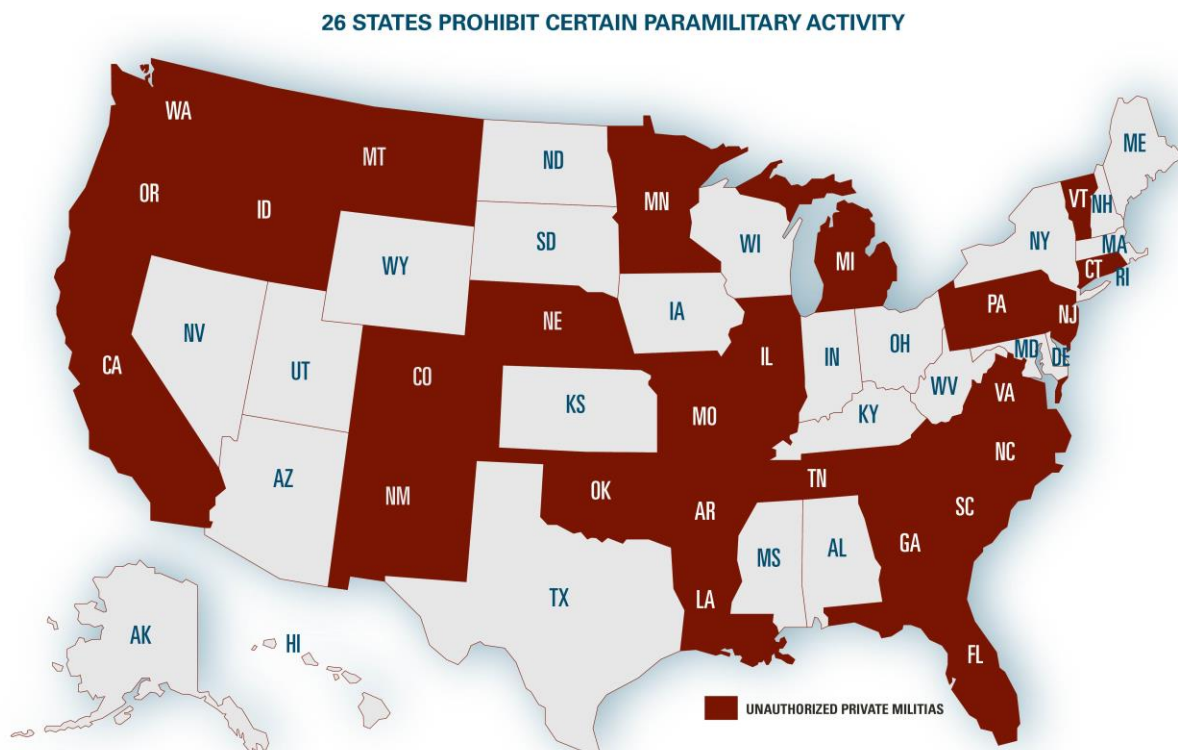 26 STATES PROHIBIT CERTAIN PARAMILITARY ACTIVITY
WA
MT
ND
MN
ME
OR
ID
SD
WI
VT
NH
NY
WY
MI
MA
CT
RI
IA
PA
NJ
NE
NV
OH
IN
IL
MD
DE
CA
UT
CO
WV
VA
KS
MO
KY
NC
AZ
NM
OK
TN
AR
SC
GA
MS
AL
TX
LA
AK
HI
FL
UNAUTHORIZED PRIVATE MILITIAS